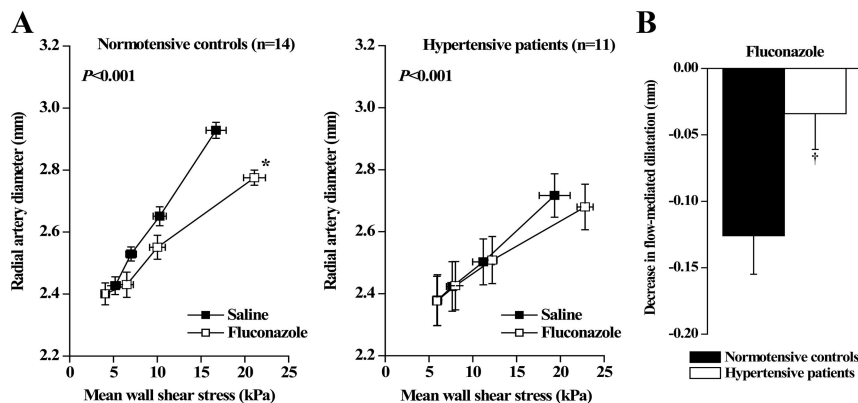 A
Normotensive controls (n=14)
P<0.001
Radial artery diameter (mm)
3.2
3.0
2.8
2.6
2.4
2.2
*
Saline
Fluconazole
0
5
10
15
20
25
Mean wall shear stress (kPa)
Hypertensive patients (n=11)
P<0.001
Radial artery diameter (mm)
3.2
3.0
2.8
2.6
2.4
2.2
Saline
Fluconazole
0
5
10
15
20
25
Mean wall shear stress (kPa)
B
Fluconazole
Decrease in flow-mediated dilatation (mm)
0.00
-0.05
-0.10
-0.15
-0.20
†
Normotensive controls
Hypertensive patients